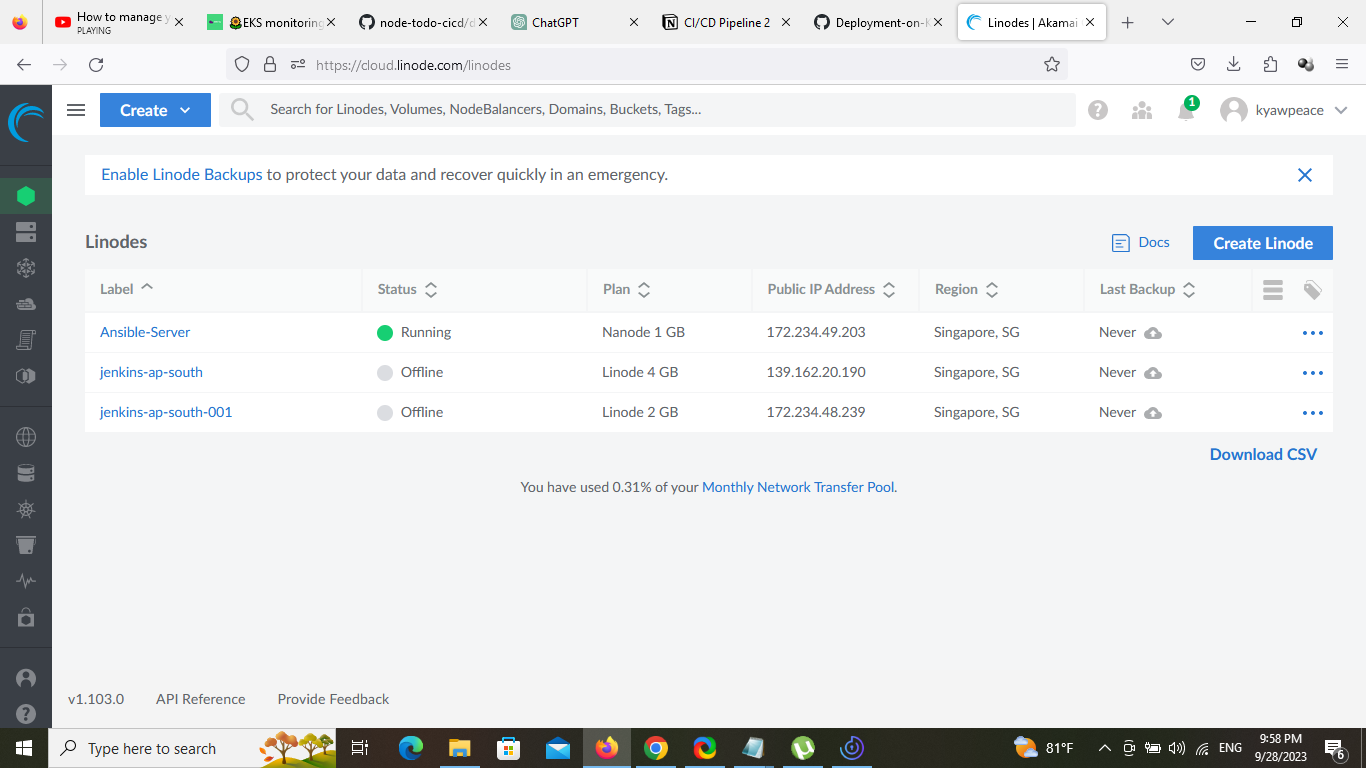 How to manage y
PLAYING
EKS monitoring
node-todo-cicd/d
ChatGPT
CI/CD Pipeline 2
Deployment-on-K
Linodes | Akamai
https://cloud.linode.com/linodes
Create
Search for Linodes, Volumes, NodeBalancers, Domains, Buckets, Tags...
1
kyawpeace
Enable Linode Backups to protect your data and recover quickly in an emergency.
Linodes
Docs
Create Linode
Label Status Plan Public IP Address Region Last Backup
Ansible-Server Running Nanode 1 GB 172.234.49.203 Singapore, SG Never
jenkins-ap-south Offline Linode 4 GB 139.162.20.190 Singapore, SG Never
jenkins-ap-south-001 Offline Linode 2 GB 172.234.48.239 Singapore, SG Never
Download CSV
You have used 0.31% of your Monthly Network Transfer Pool.
v1.103.0 API Reference Provide Feedback
Type here to search
81°F
ENG
9:58 PM
9/28/2023
6